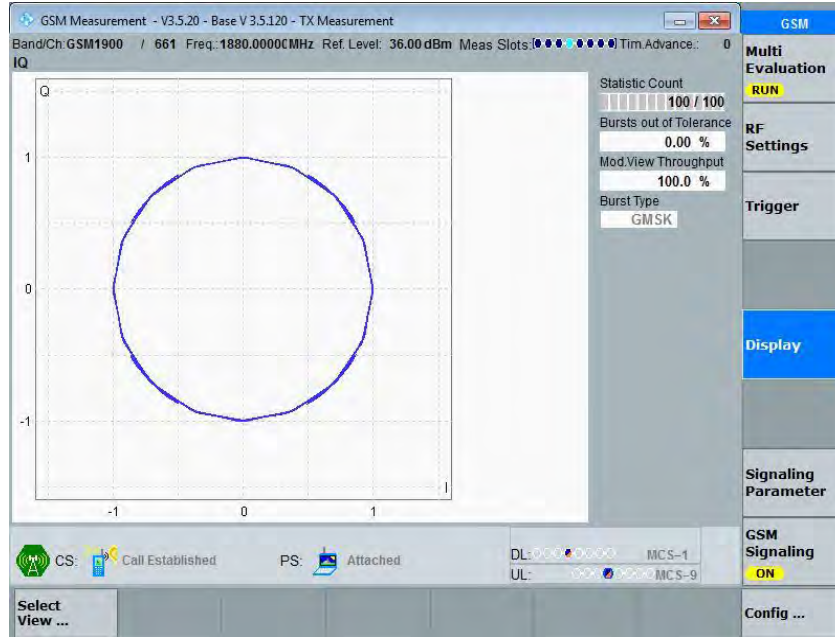 GSM Measurement - V3.5.20 - Base V 3.5.120 - TX Measurement
GSM
Band/Ch:GSM1900 / 661 Freq.:1880.0000(MHz Ref. Level: 36.00 dBm Meas Slots: Tim.Advance.: 0
IQ
Multi
Evaluation
RUN
Q
Statistic Count
100 / 100
Bursts out of Tolerance
0.00 %
Mod.View Throughput
100.0 %
Burst Type
GMSK
RF
Settings
Trigger
1
0
-1
I
-1 0 1
Display
Signaling
Parameter
CS: Call Established PS: Attached
DL: MCS-1
UL: MCS-9
GSM
Signaling
ON
Select
View ...
Config ...